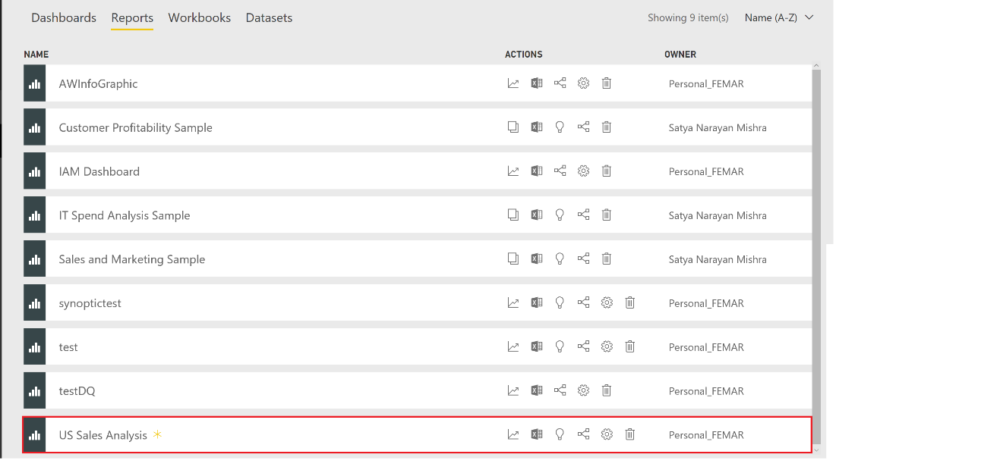 Dashboards Reports Workbooks Datasets Showing 9 item(s) Name (A-Z)
NAME ACTIONS OWNER
AWInfoGraphic Personal_FEMAR
Customer Profitability Sample Satya Narayan Mishra
IAM Dashboard Personal_FEMAR
IT Spend Analysis Sample Satya Narayan Mishra
Sales and Marketing Sample Satya Narayan Mishra
synoptictest Personal_FEMAR
test Personal_FEMAR
testDQ Personal_FEMAR
US Sales Analysis Personal_FEMAR